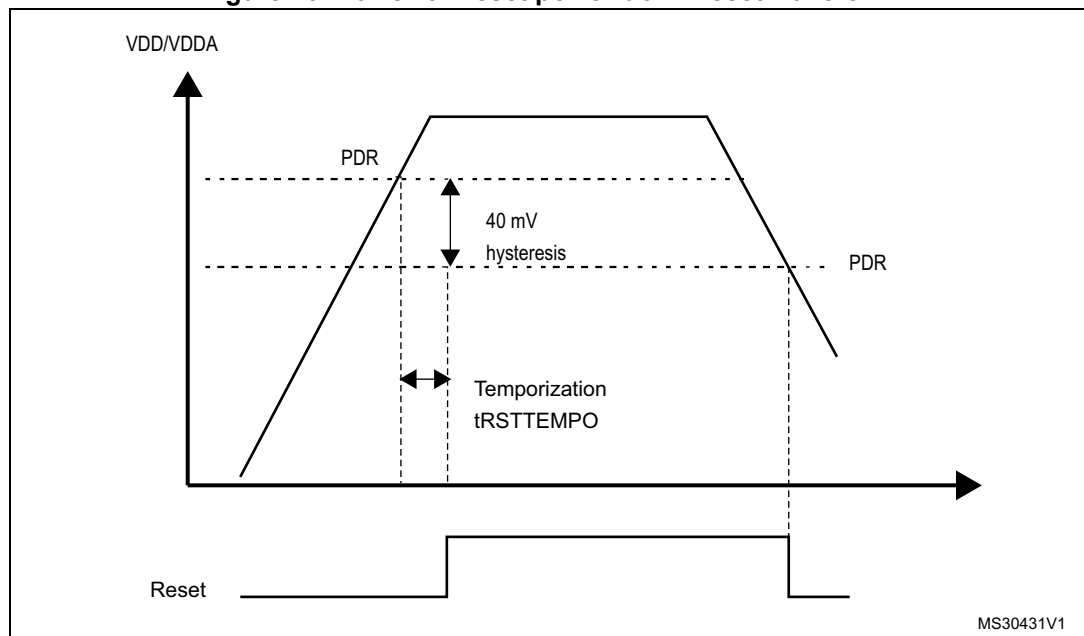 VDD/VDDA
PDR
40 mV
hysteresis
PDR
Temporization
tRSTTEMPO
Reset
MS30431V1